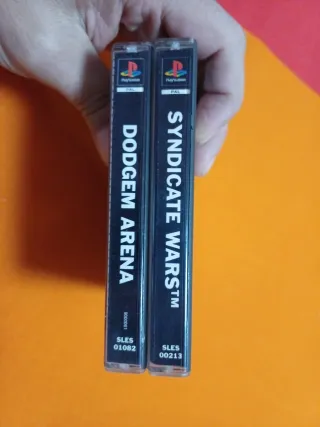 PlayStation
PAL
DODGEM ARENA
SLES
01082
PlayStation
PAL
SYNDICATE WARS™
SLES
00213